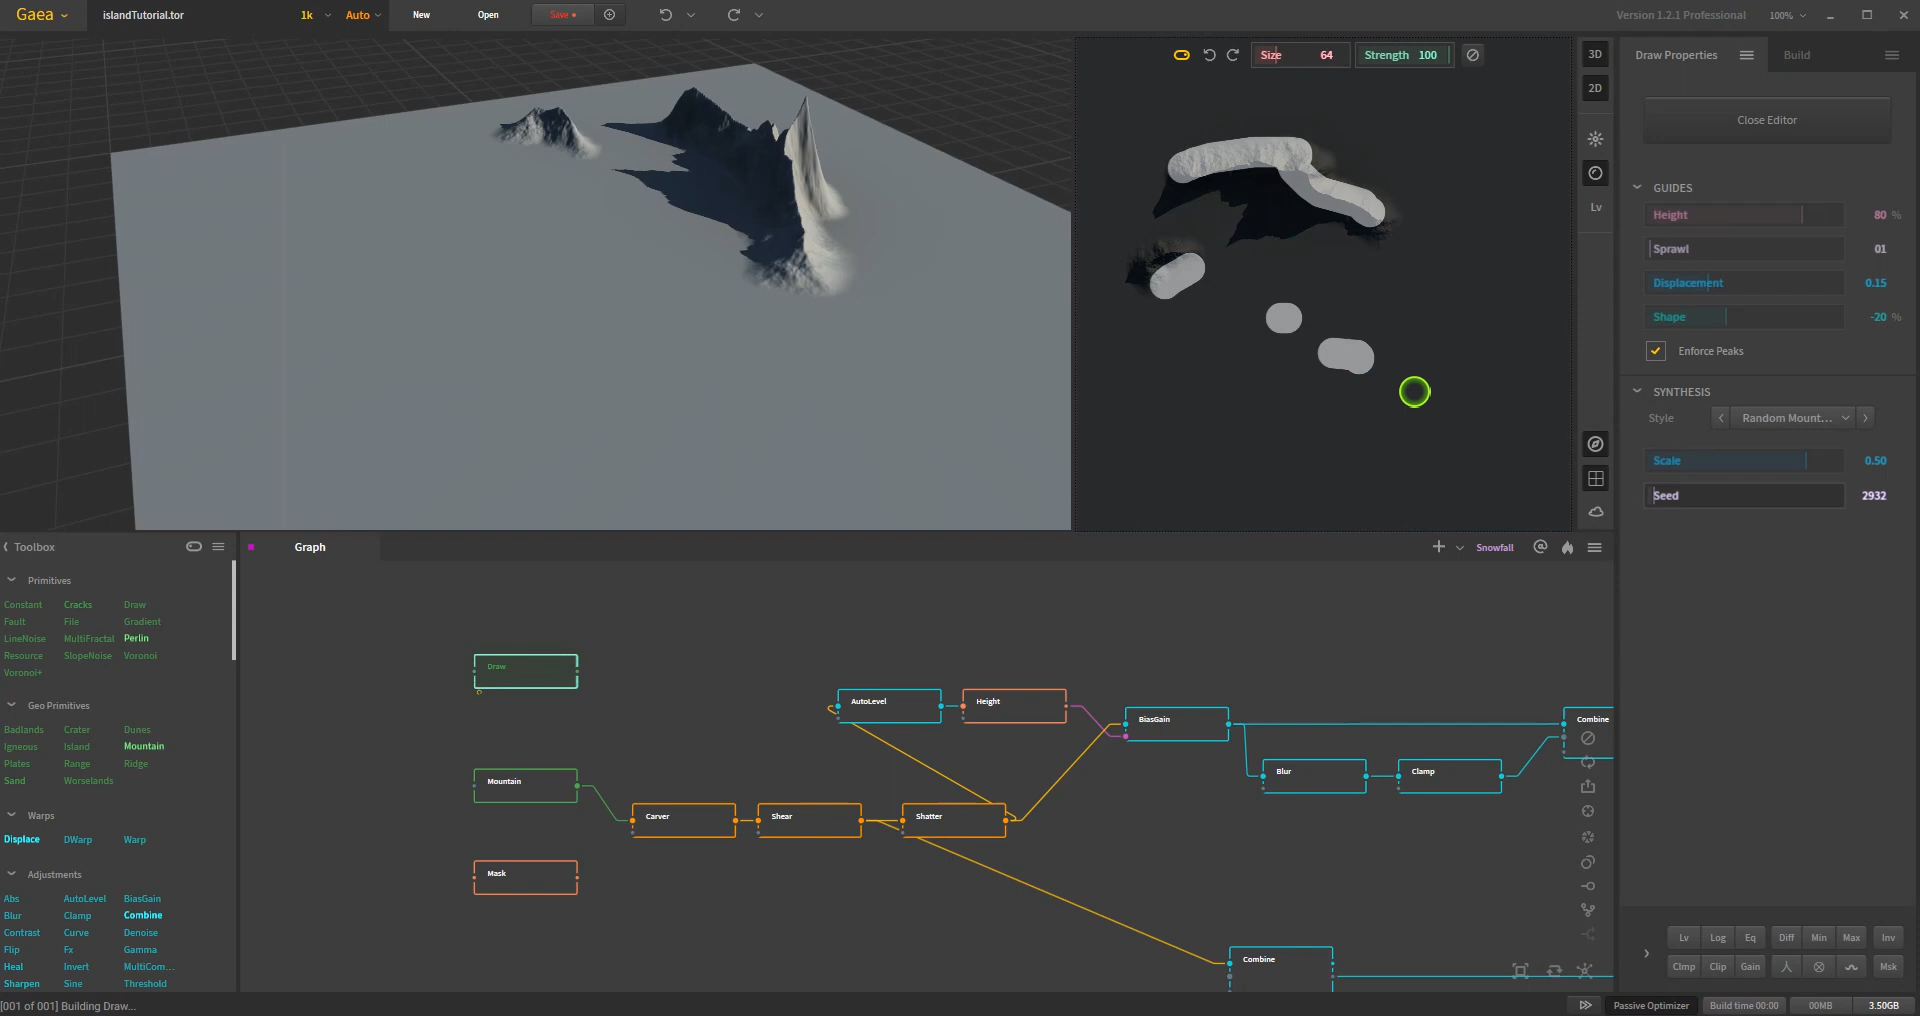 Gaea
islandTutorial.tor
1k
Auto
New
Open
Save
Version 1.2.1 Professional
100%
Size 64
Strength 100
3D
2D
Lv
Draw Properties
Build
Close Editor
GUIDES
Height 80 %
Sprawl 01
Displacement 0.15
Shape -20 %
Enforce Peaks
SYNTHESIS
Style Random Mount...
Scale 0.50
Seed 2932
Toolbox
Graph
Snowfall
Primitives
Constant Cracks Draw
Fault File Gradient
LineNoise MultiFractal Perlin
Resource SlopeNoise Voronoi
Voronoi+
Geo Primitives
Badlands Crater Dunes
Igneous Island Mountain
Plates Range Ridge
Sand Worselands
Warps
Displace DWarp Warp
Adjustments
Abs AutoLevel BiasGain
Blur Clamp Combine
Contrast Curve Denoise
Flip Fx Gamma
Heal Invert MultiCom...
Sharpen Sine Threshold
Draw
AutoLevel
Height
BiasGain
Combine
Blur
Clamp
Mountain
Carver
Shear
Shatter
Mask
Combine
Lv Log Eq Diff Min Max Inv
Clmp Clip Gain Msk
[001 of 001] Building Draw...
Passive Optimizer
Build time 00:00
00MB
3.50GB